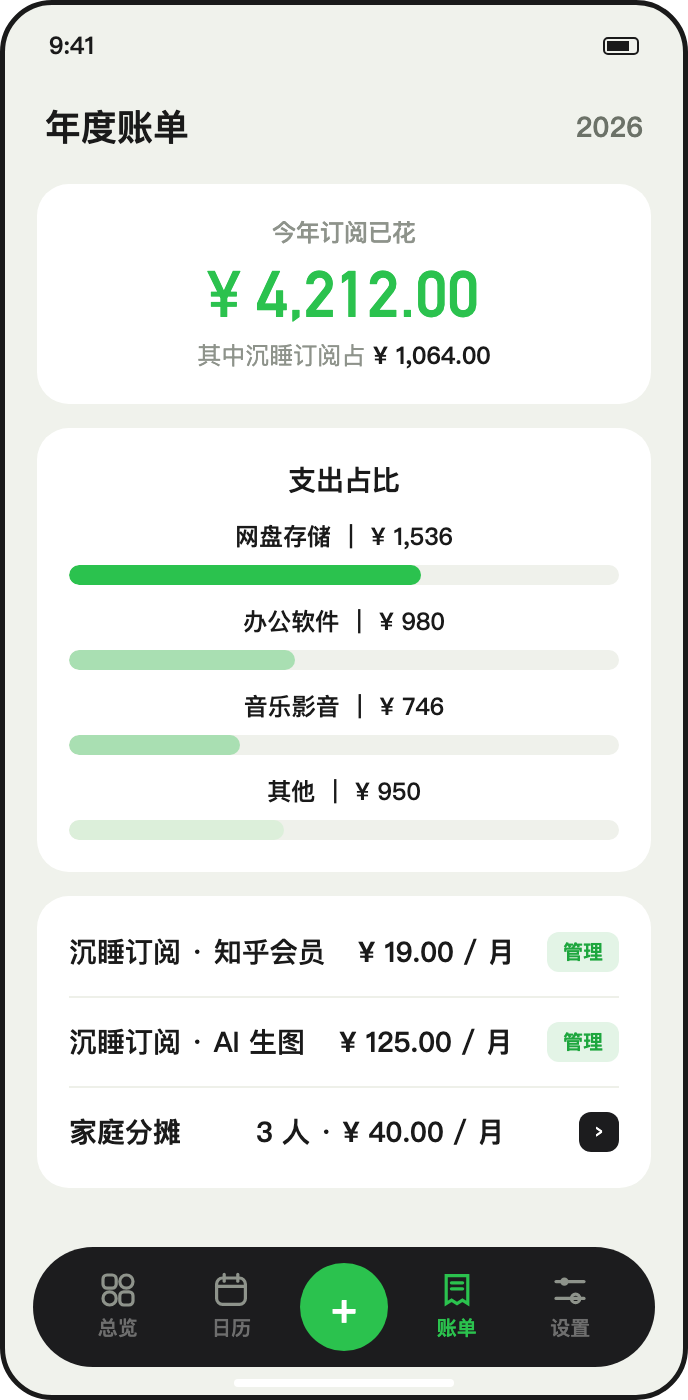 9:41
年度账单 2026
今年订阅已花
¥ 4,212.00
其中沉睡订阅占 ¥ 1,064.00
支出占比
网盘存储 | ¥ 1,536
办公软件 | ¥ 980
音乐影音 | ¥ 746
其他 | ¥ 950
沉睡订阅 · 知乎会员 ¥ 19.00 / 月 管理
沉睡订阅 · AI 生图 ¥ 125.00 / 月 管理
家庭分摊 3 人 · ¥ 40.00 / 月 ›
总览 日历 + 账单 设置